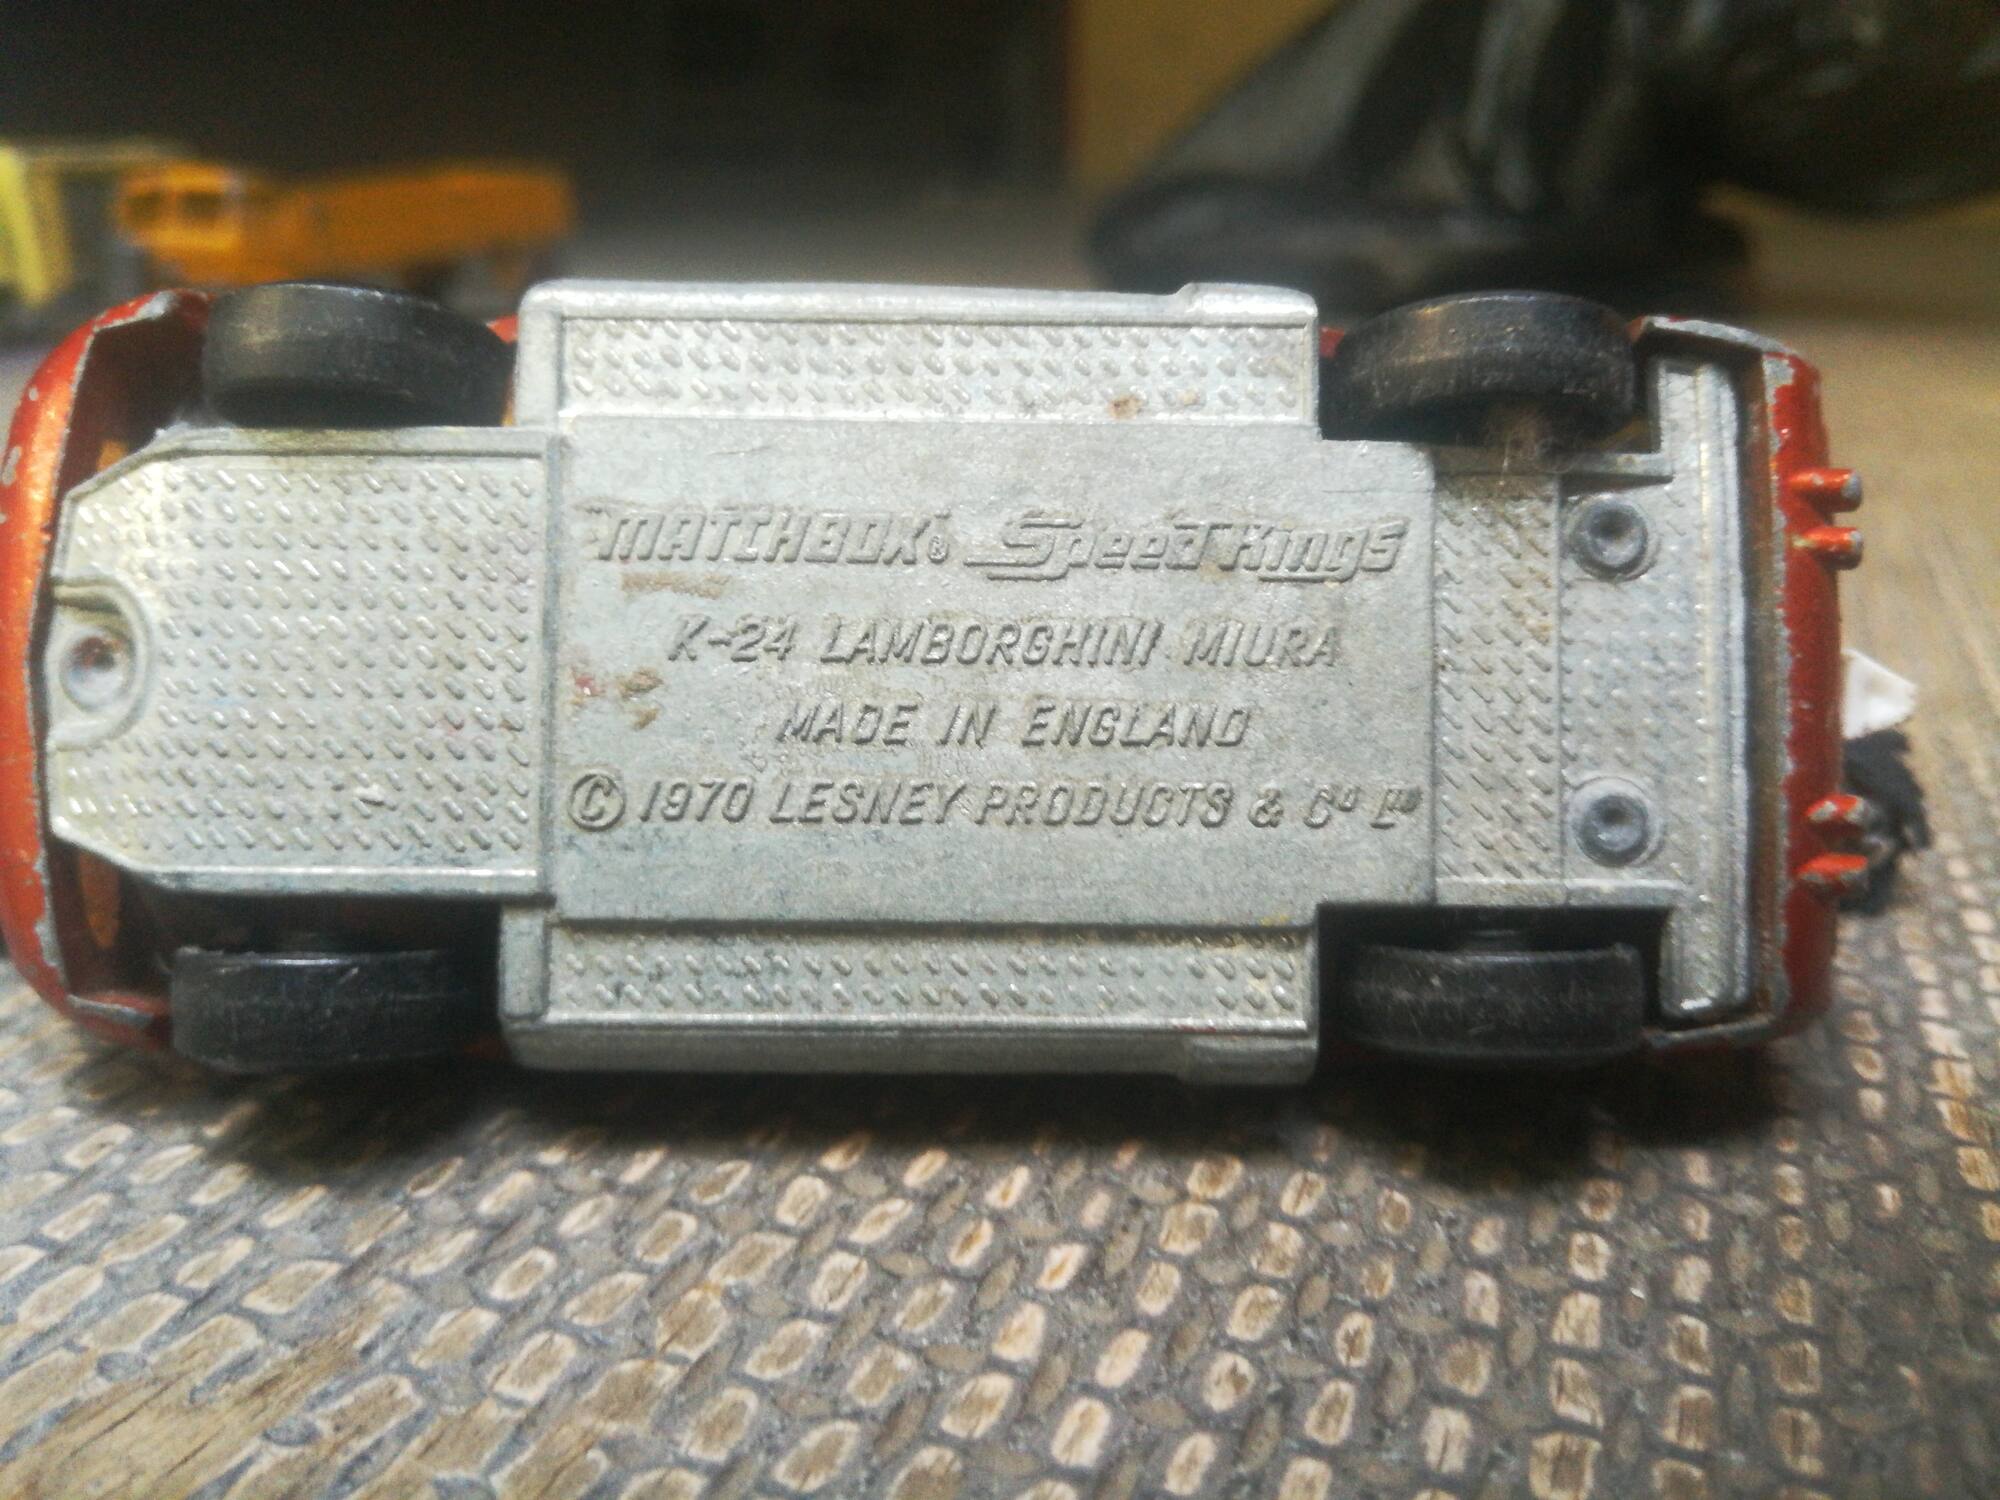 MATCHBOX® Speed Kings
K-24 LAMBORGHINI MIURA
MADE IN ENGLAND
© 1970 LESNEY PRODUCTS & Cº Lᵀᴰ